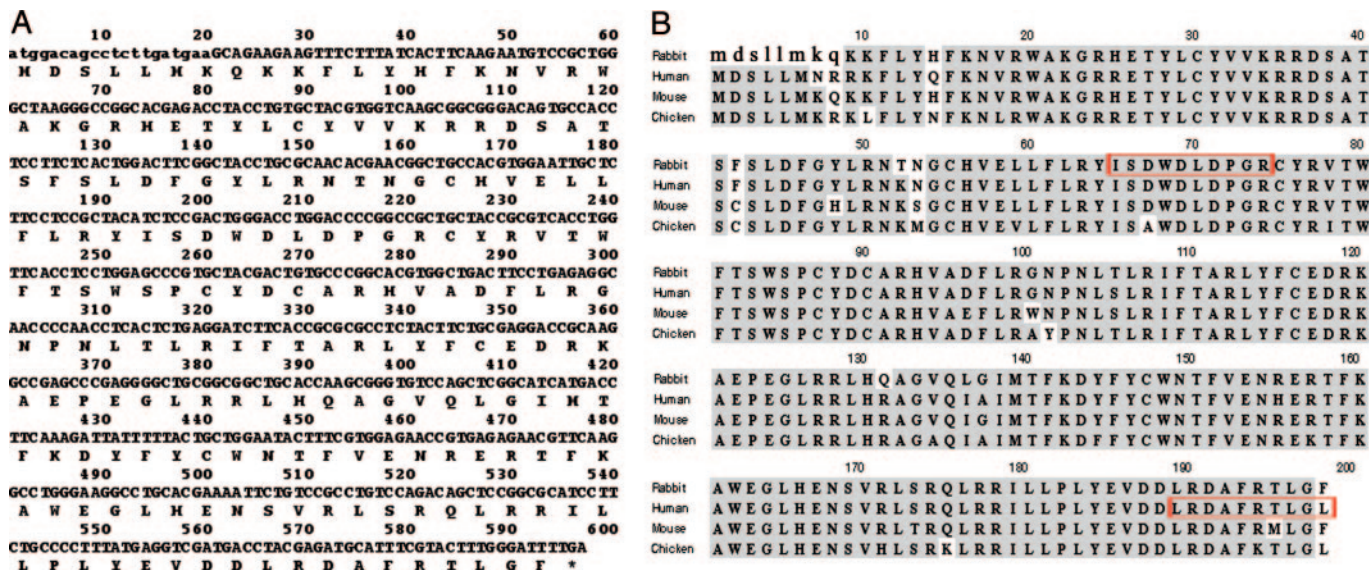 A
10 20 30 40 50 60
atggacagcctcttgatgaaGCAGAAGAAGTTTCTTTATCACTTCAAGAATGTCCGCTGG
M D S L L M K Q K K F L Y H F K N V R W
70 80 90 100 110 120
GCTAAGGGCCGGCACGAGACCTACCTGTGCTACGTGGTCAAGCGGCGGGACAGTGCCACC
A K G R H E T Y L C Y V V K R R D S A T
130 140 150 160 170 180
TCCTTCTCACTGGACTTCGGCTACCTGCGCAACACGAACGGCTGCCACGTGGAATTGCTC
S F S L D F G Y L R N T N G C H V E L L
190 200 210 220 230 240
TTCCTCCGCTACATCTCCGACTGGGACCTGGACCCCGGCCGCTGCTACCGCGTCACCTGG
F L R Y I S D W D L D P G R C Y R V T W
250 260 270 280 290 300
TTCACCTCCTGGAGCCCGTGCTACGACTGTGCCCGGCACGTGGCTGACTTCCTGAGAGGC
F T S W S P C Y D C A R H V A D F L R G
310 320 330 340 350 360
AACCCCAACCTCACTCTGAGGATCTTCACCGCGCGCCTCTACTTCTGCGAGGACCGCAAG
N P N L T L R I F T A R L Y F C E D R K
370 380 390 400 410 420
GCCGAGCCCGAGGGGCTGCGGCGGCTGCACCAAGCGGGTGTCCAGCTCGGCATCATGACC
A E P E G L R R L H Q A G V Q L G I M T
430 440 450 460 470 480
TTCAAAGATTATTTTTACTGCTGGAATACTTTCGTGGAGAACCGTGAGAGAACGTTCAAG
F K D Y F Y C W N T F V E N R E R T F K
490 500 510 520 530 540
GCCTGGGAAGGCCTGCACGAAAATTCTGTCCGCCTGTCCAGACAGCTCCGGCGCATCCTT
A W E G L H E N S V R L S R Q L R R I L
550 560 570 580 590 600
CTGCCCCTTTATGAGGTCGATGACCTACGAGATGCATTTCGTACTTTGGGATTTTGA
L P L Y E V D D L R D A F R T L G F *
B
10 20 30 40
Rabbit m d s l l m k q K K F L Y H F K N V R W A K G R H E T Y L C Y V V K R R D S A T
Human M D S L L M N R R K F L Y Q F K N V R W A K G R R E T Y L C Y V V K R R D S A T
Mouse M D S L L M K Q K K F L Y H F K N V R W A K G R H E T Y L C Y V V K R R D S A T
Chicken M D S L L M K R K L F L Y N F K N L R W A K G R R E T Y L C Y V V K R R D S A T
50 60 70 80
Rabbit S F S L D F G Y L R N T N G C H V E L L F L R Y I S D W D L D P G R C Y R V T W
Human S F S L D F G Y L R N K N G C H V E L L F L R Y I S D W D L D P G R C Y R V T W
Mouse S C S L D F G H L R N K S G C H V E L L F L R Y I S D W D L D P G R C Y R V T W
Chicken S C S L D F G Y L R N K M G C H V E V L F L R Y I S A W D L D P G R C Y R I T W
90 100 110 120
Rabbit F T S W S P C Y D C A R H V A D F L R G N P N L T L R I F T A R L Y F C E D R K
Human F T S W S P C Y D C A R H V A D F L R G N P N L S L R I F T A R L Y F C E D R K
Mouse F T S W S P C Y D C A R H V A E F L R W N P N L S L R I F T A R L Y F C E D R K
Chicken F T S W S P C Y D C A R H V A D F L R A Y P N L T L R I F T A R L Y F C E D R K
130 140 150 160
Rabbit A E P E G L R R L H Q A G V Q L G I M T F K D Y F Y C W N T F V E N R E R T F K
Human A E P E G L R R L H R A G V Q I A I M T F K D Y F Y C W N T F V E N H E R T F K
Mouse A E P E G L R R L H R A G V Q I G I M T F K D Y F Y C W N T F V E N R E R T F K
Chicken A E P E G L R R L H R A G A Q I A I M T F K D F F Y C W N T F V E N R E K T F K
170 180 190 200
Rabbit A W E G L H E N S V R L S R Q L R R I L L P L Y E V D D L R D A F R T L G F
Human A W E G L H E N S V R L S R Q L R R I L L P L Y E V D D L R D A F R T L G L
Mouse A W E G L H E N S V R L T R Q L R R I L L P L Y E V D D L R D A F R M L G F
Chicken A W E G L H E N S V H L S R K L R R I L L P L Y E V D D L R D A F K T L G L